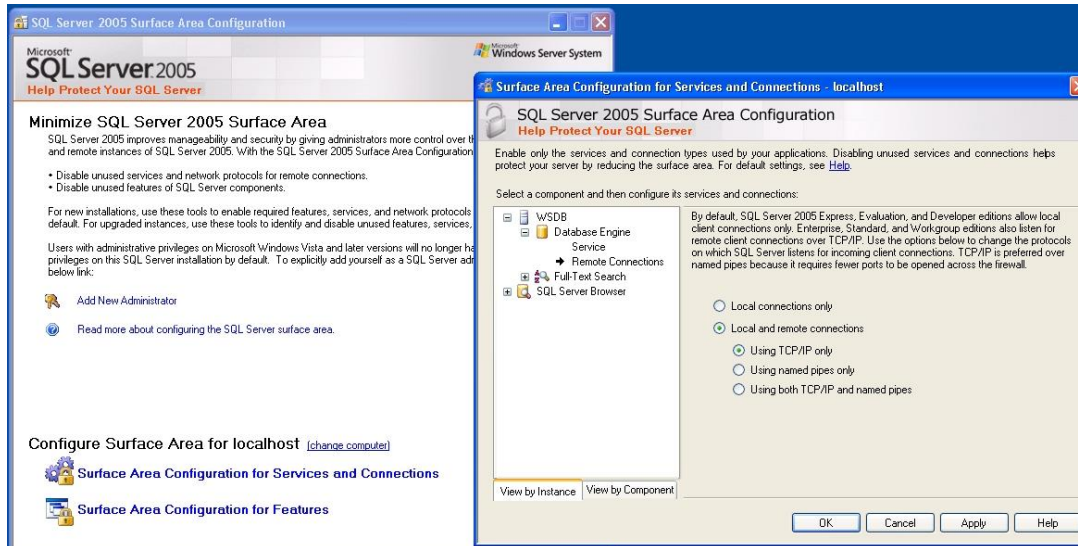 SQL Server 2005 Surface Area Configuration
Microsoft
SQL Server 2005
Help Protect Your SQL Server
Microsoft
Windows Server System
Minimize SQL Server 2005 Surface Area
SQL Server 2005 improves manageability and security by giving administrators more control over
and remote instances of SQL Server 2005. With the SQL Server 2005 Surface Area Configuration
• Disable unused services and network protocols for remote connections.
• Disable unused features of SQL Server components.
For new installations, use these tools to enable required features, services, and network protocols
default. For upgraded instances, use these tools to identify and disable unused features, services,
Users with administrative privileges on Microsoft Windows Vista and later versions will no longer
privileges on this SQL Server installation by default. To explicitly add yourself as a SQL Server
below link:
Add New Administrator
Read more about configuring the SQL Server surface area.
Configure Surface Area for localhost (change computer)
Surface Area Configuration for Services and Connections
Surface Area Configuration for Features
Surface Area Configuration for Services and Connections - localhost
SQL Server 2005 Surface Area Configuration
Help Protect Your SQL Server
Enable only the services and connection types used by your applications. Disabling unused services and connections helps
protect your server by reducing the surface area. For default settings, see Help.
Select a component and then configure its services and connections:
WSDB
Database Engine
Service
Remote Connections
Full-Text Search
SQL Server Browser
View by Instance View by Component
By default, SQL Server 2005 Express, Evaluation, and Developer editions allow local
client connections only. Enterprise, Standard, and Workgroup editions also listen for
remote client connections over TCP/IP. Use the options below to change the protocols
on which SQL Server listens for incoming client connections. TCP/IP is preferred over
named pipes because it requires fewer ports to be opened across the firewall.
Local connections only
Local and remote connections
Using TCP/IP only
Using named pipes only
Using both TCP/IP and named pipes
OK Cancel Apply Help